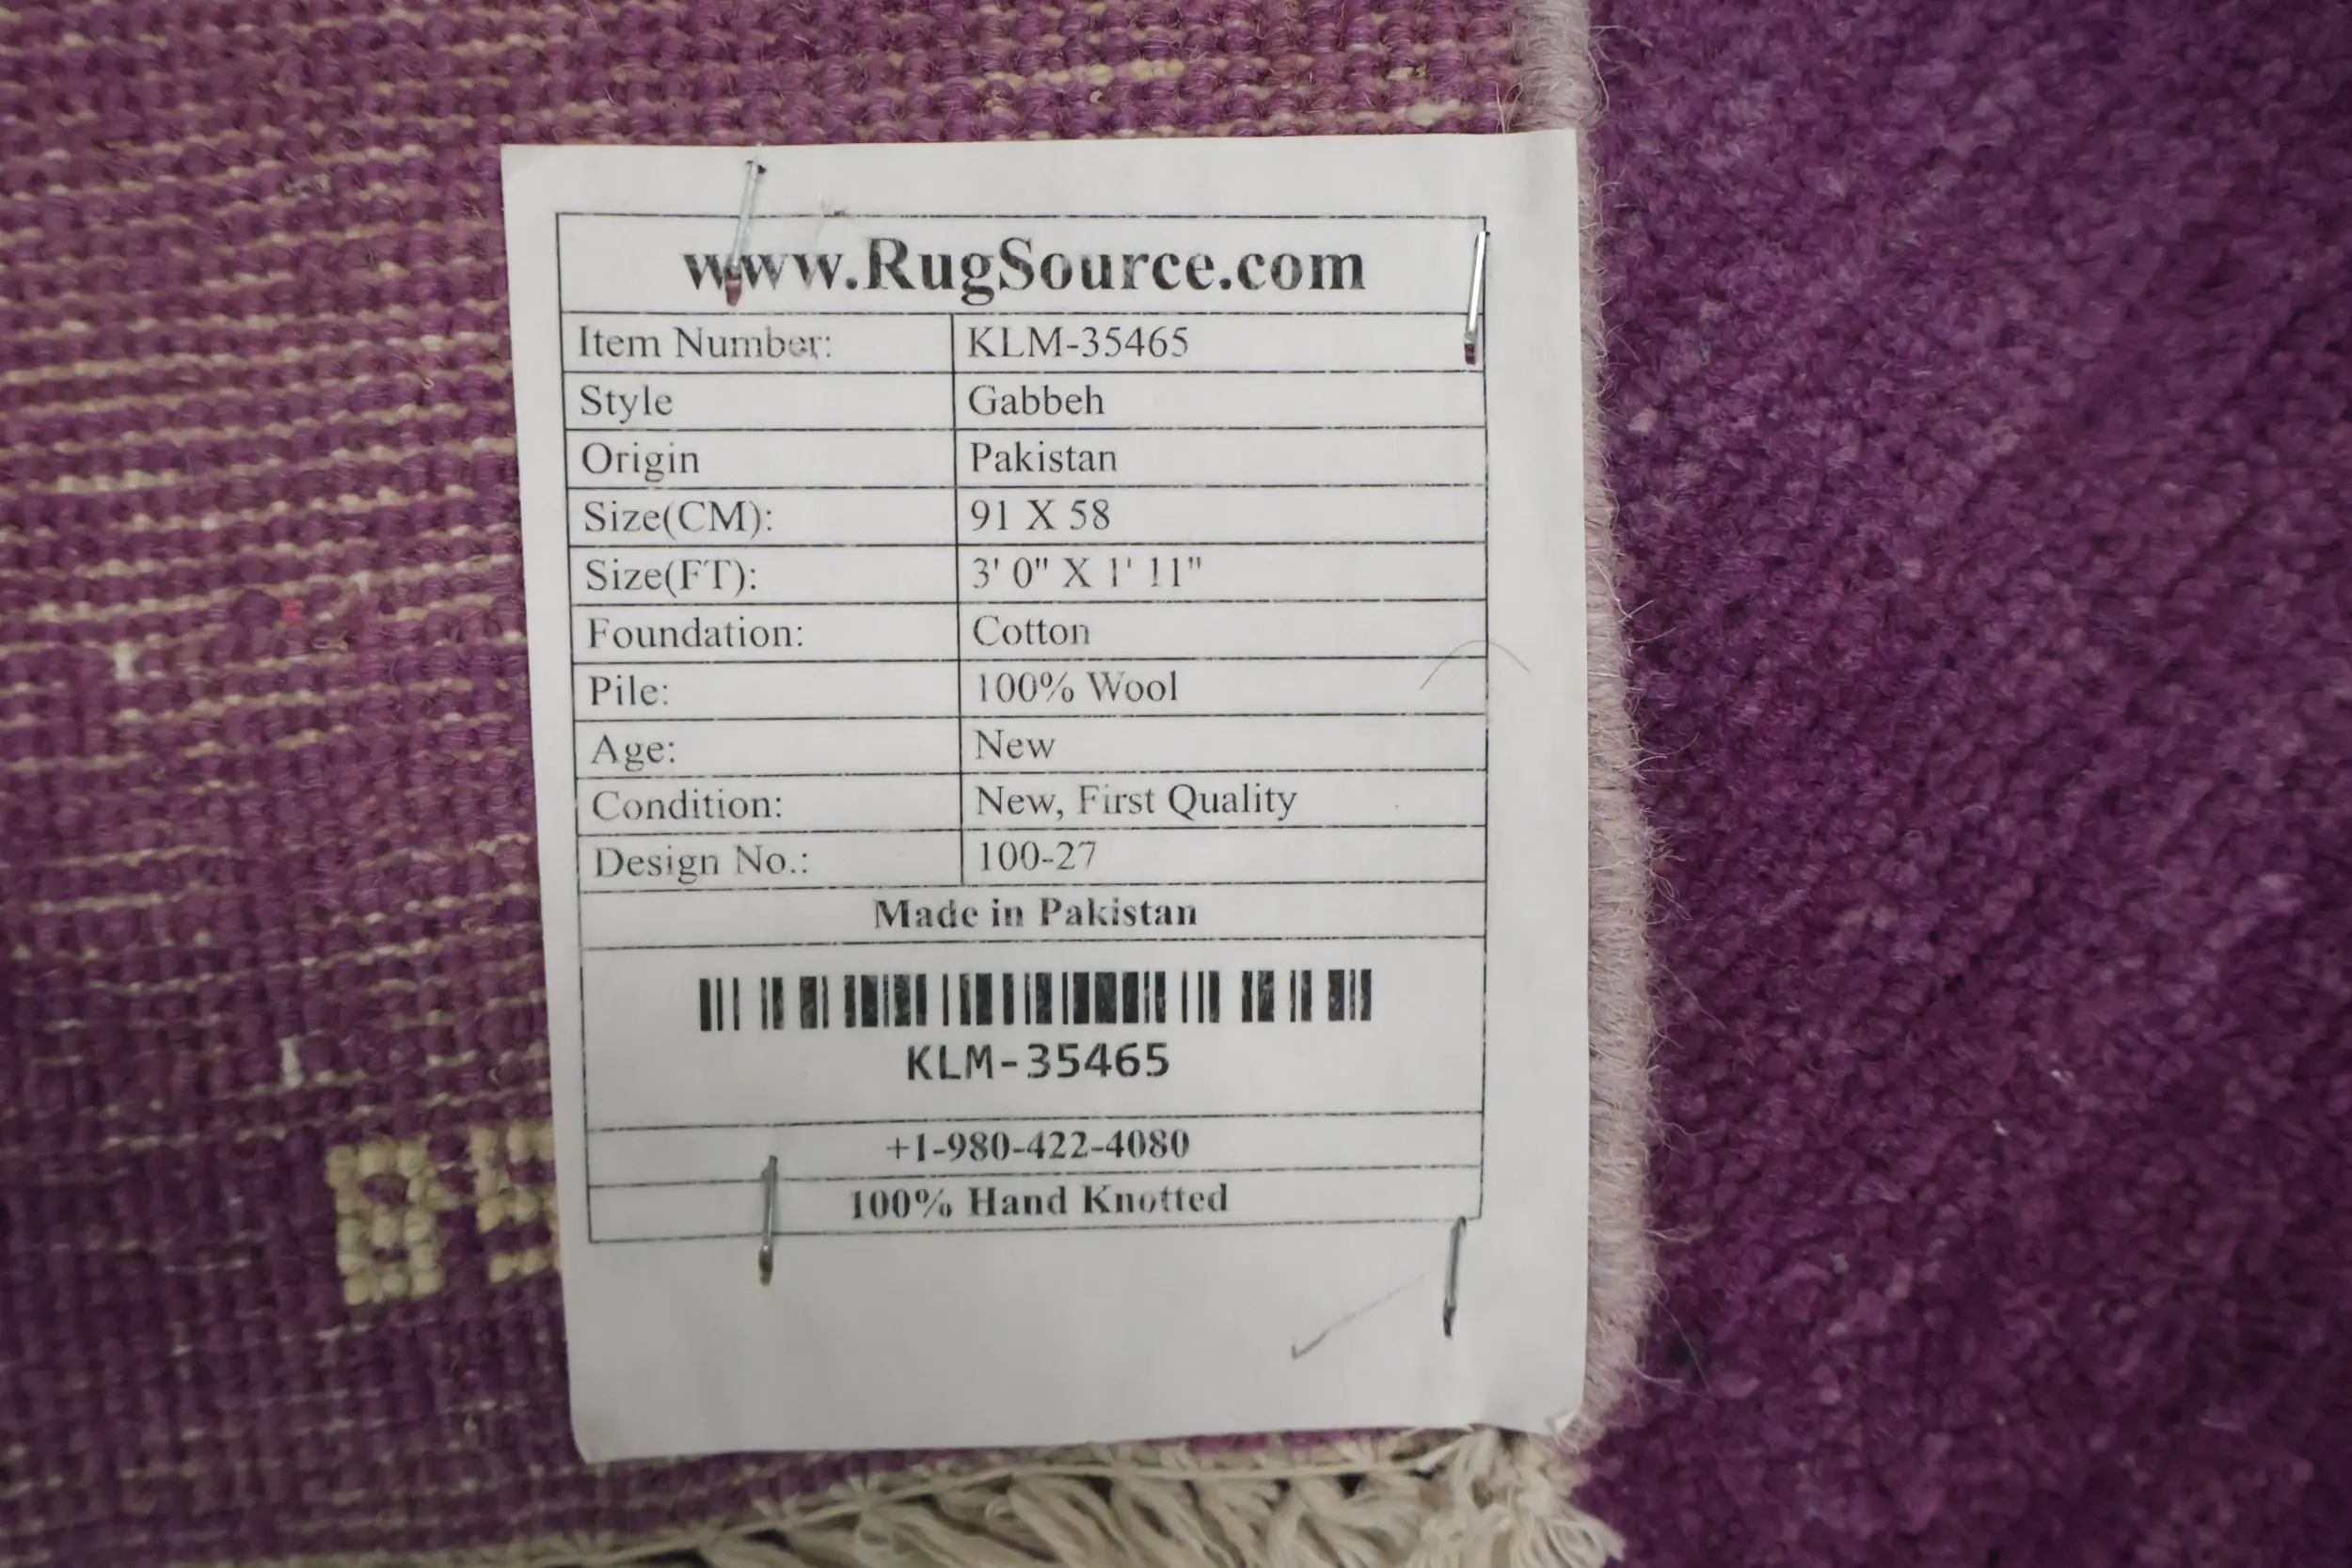 www.RugSource.com
Item Number: KLM-35465
Style Gabbeh
Origin Pakistan
Size(CM): 91 X 58
Size(FT): 3' 0" X 1' 11"
Foundation: Cotton
Pile: 100% Wool
Age: New
Condition: New, First Quality
Design No.: 100-27
Made in Pakistan
KLM-35465
+1-980-422-4080
100% Hand Knotted